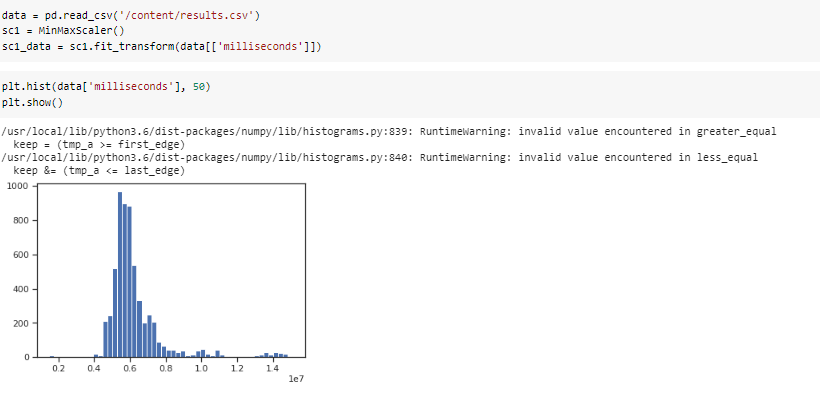 data = pd.read_csv('/content/results.csv')
sc1 = MinMaxScaler()
sc1_data = sc1.fit_transform(data[['milliseconds']])
plt.hist(data['milliseconds'], 50)
plt.show()
/usr/local/lib/python3.6/dist-packages/numpy/lib/histograms.py:839: RuntimeWarning: invalid value encountered in greater_equal
  keep = (tmp_a >= first_edge)
/usr/local/lib/python3.6/dist-packages/numpy/lib/histograms.py:840: RuntimeWarning: invalid value encountered in less_equal
  keep &= (tmp_a <= last_edge)
1000
800
600
400
200
0
0.2 0.4 0.6 0.8 1.0 1.2 1.4
1e7